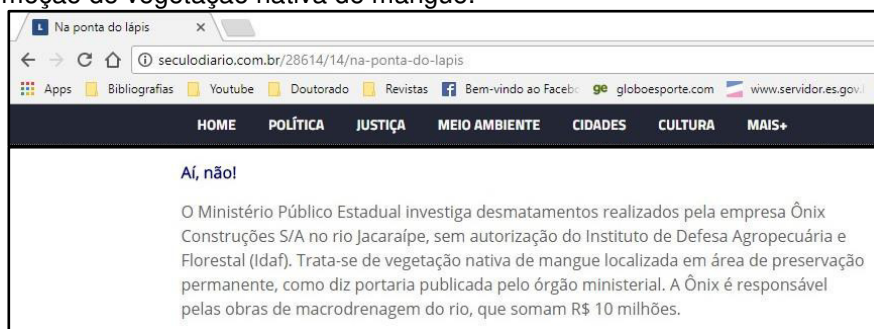 moção de vegetação nativa de mangue.
Na ponta do lápis
seculodiario.com.br/28614/14/na-ponta-do-lapis
Apps Bibliografias Youtube Doutorado Revistas Bem-vindo ao Faceb ge globoesporte.com www.servidor.es.gov.
HOME POLÍTICA JUSTIÇA MEIO AMBIENTE CIDADES CULTURA MAIS+
Aí, não!
O Ministério Público Estadual investiga desmatamentos realizados pela empresa Ônix
Construções S/A no rio Jacaraípe, sem autorização do Instituto de Defesa Agropecuária e
Florestal (Idaf). Trata-se de vegetação nativa de mangue localizada em área de preservação
permanente, como diz portaria publicada pelo órgão ministerial. A Ônix é responsável
pelas obras de macrodrenagem do rio, que somam R$ 10 milhões.